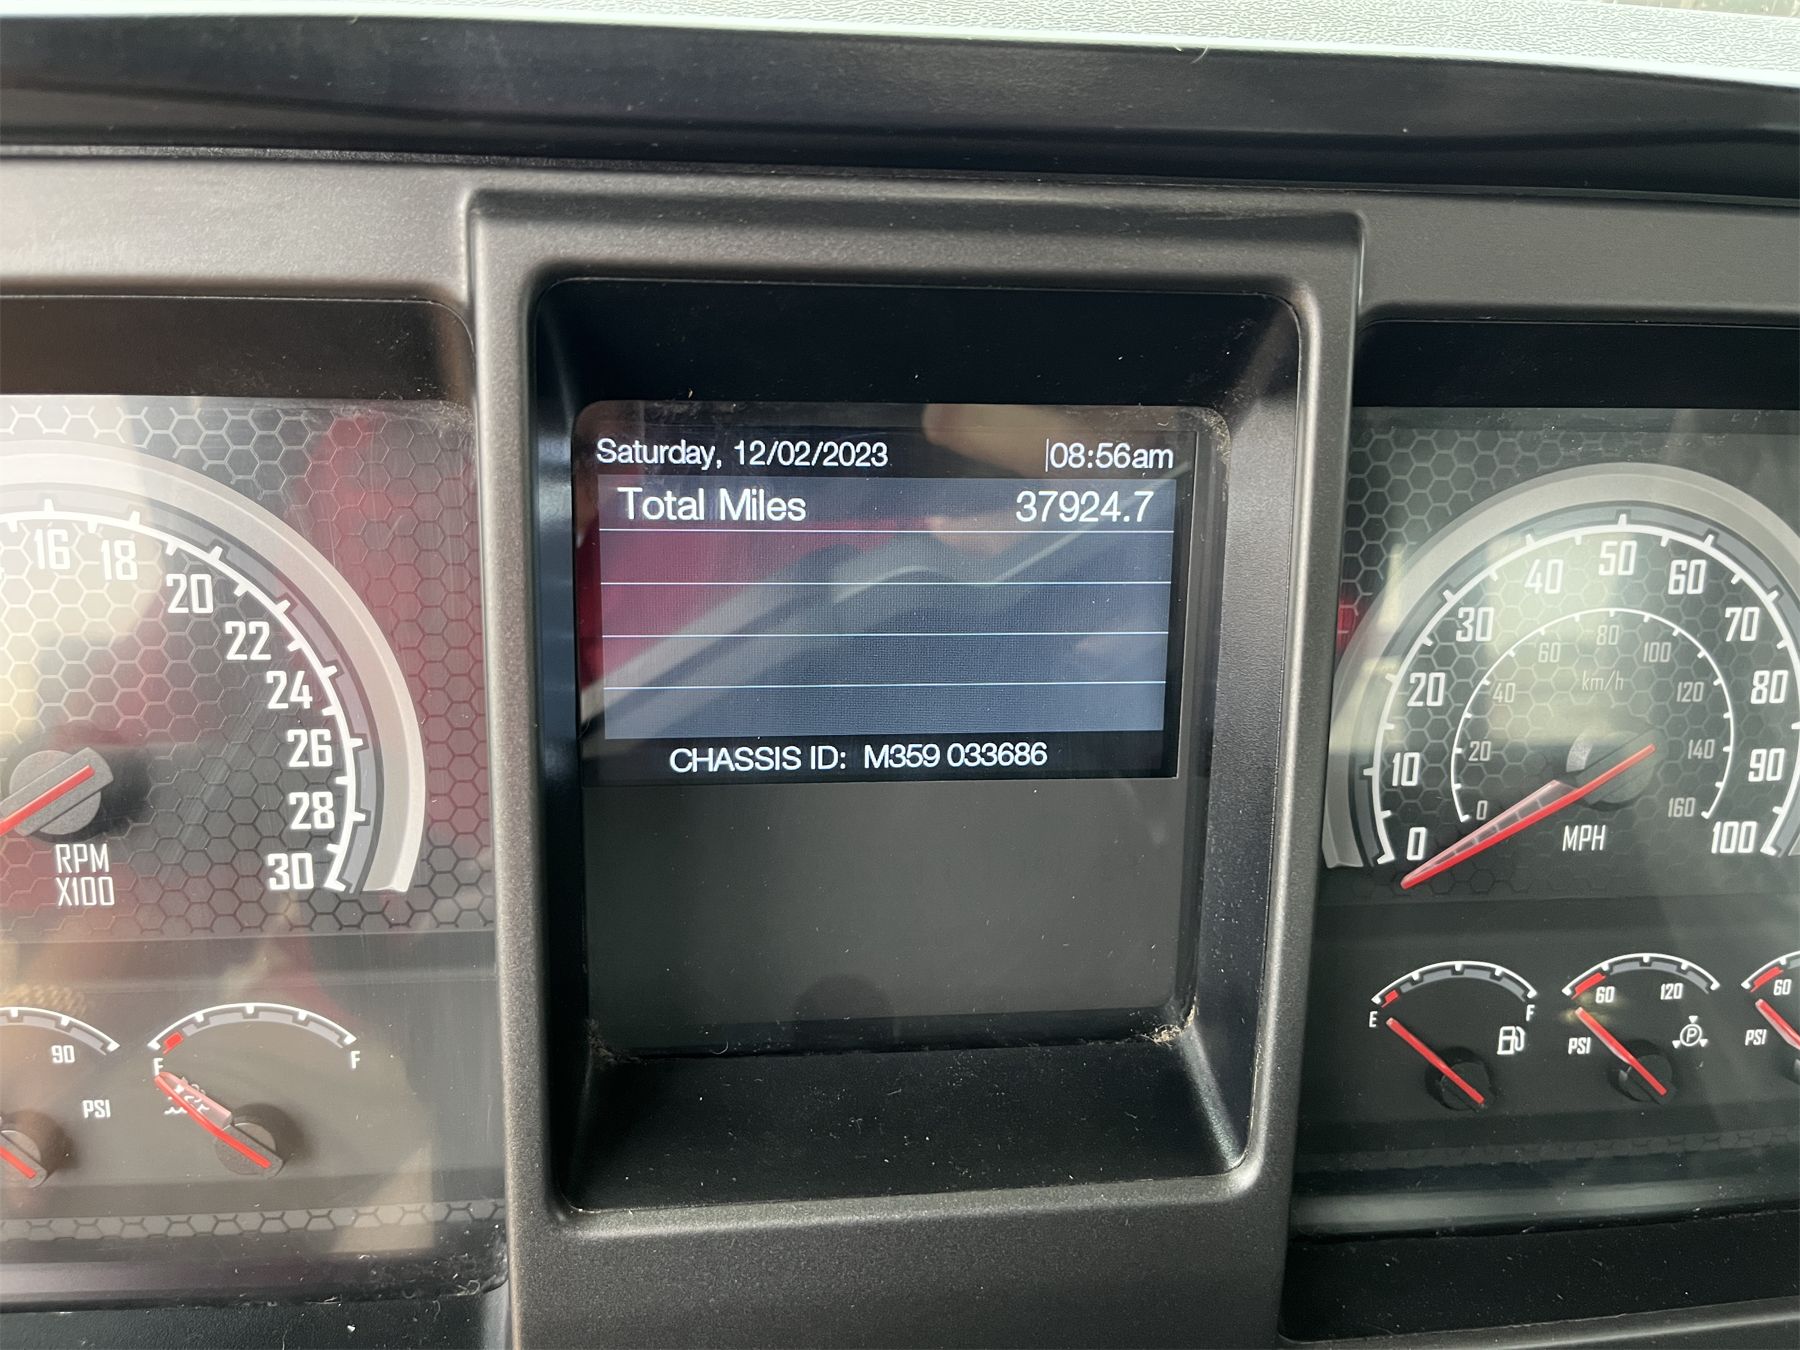 Saturday, 12/02/2023 08:56am
Total Miles 37924.7
CHASSIS ID: M359 033686
16 18 20 22 24 26 28 30
RPM
X100
90
PSI
F
0 10 20 30 40 50 60 70 80 90 100
0 20 40 60 80 100 120 140 160
km/h
MPH
E F
60 120
PSI
P
60
PSI